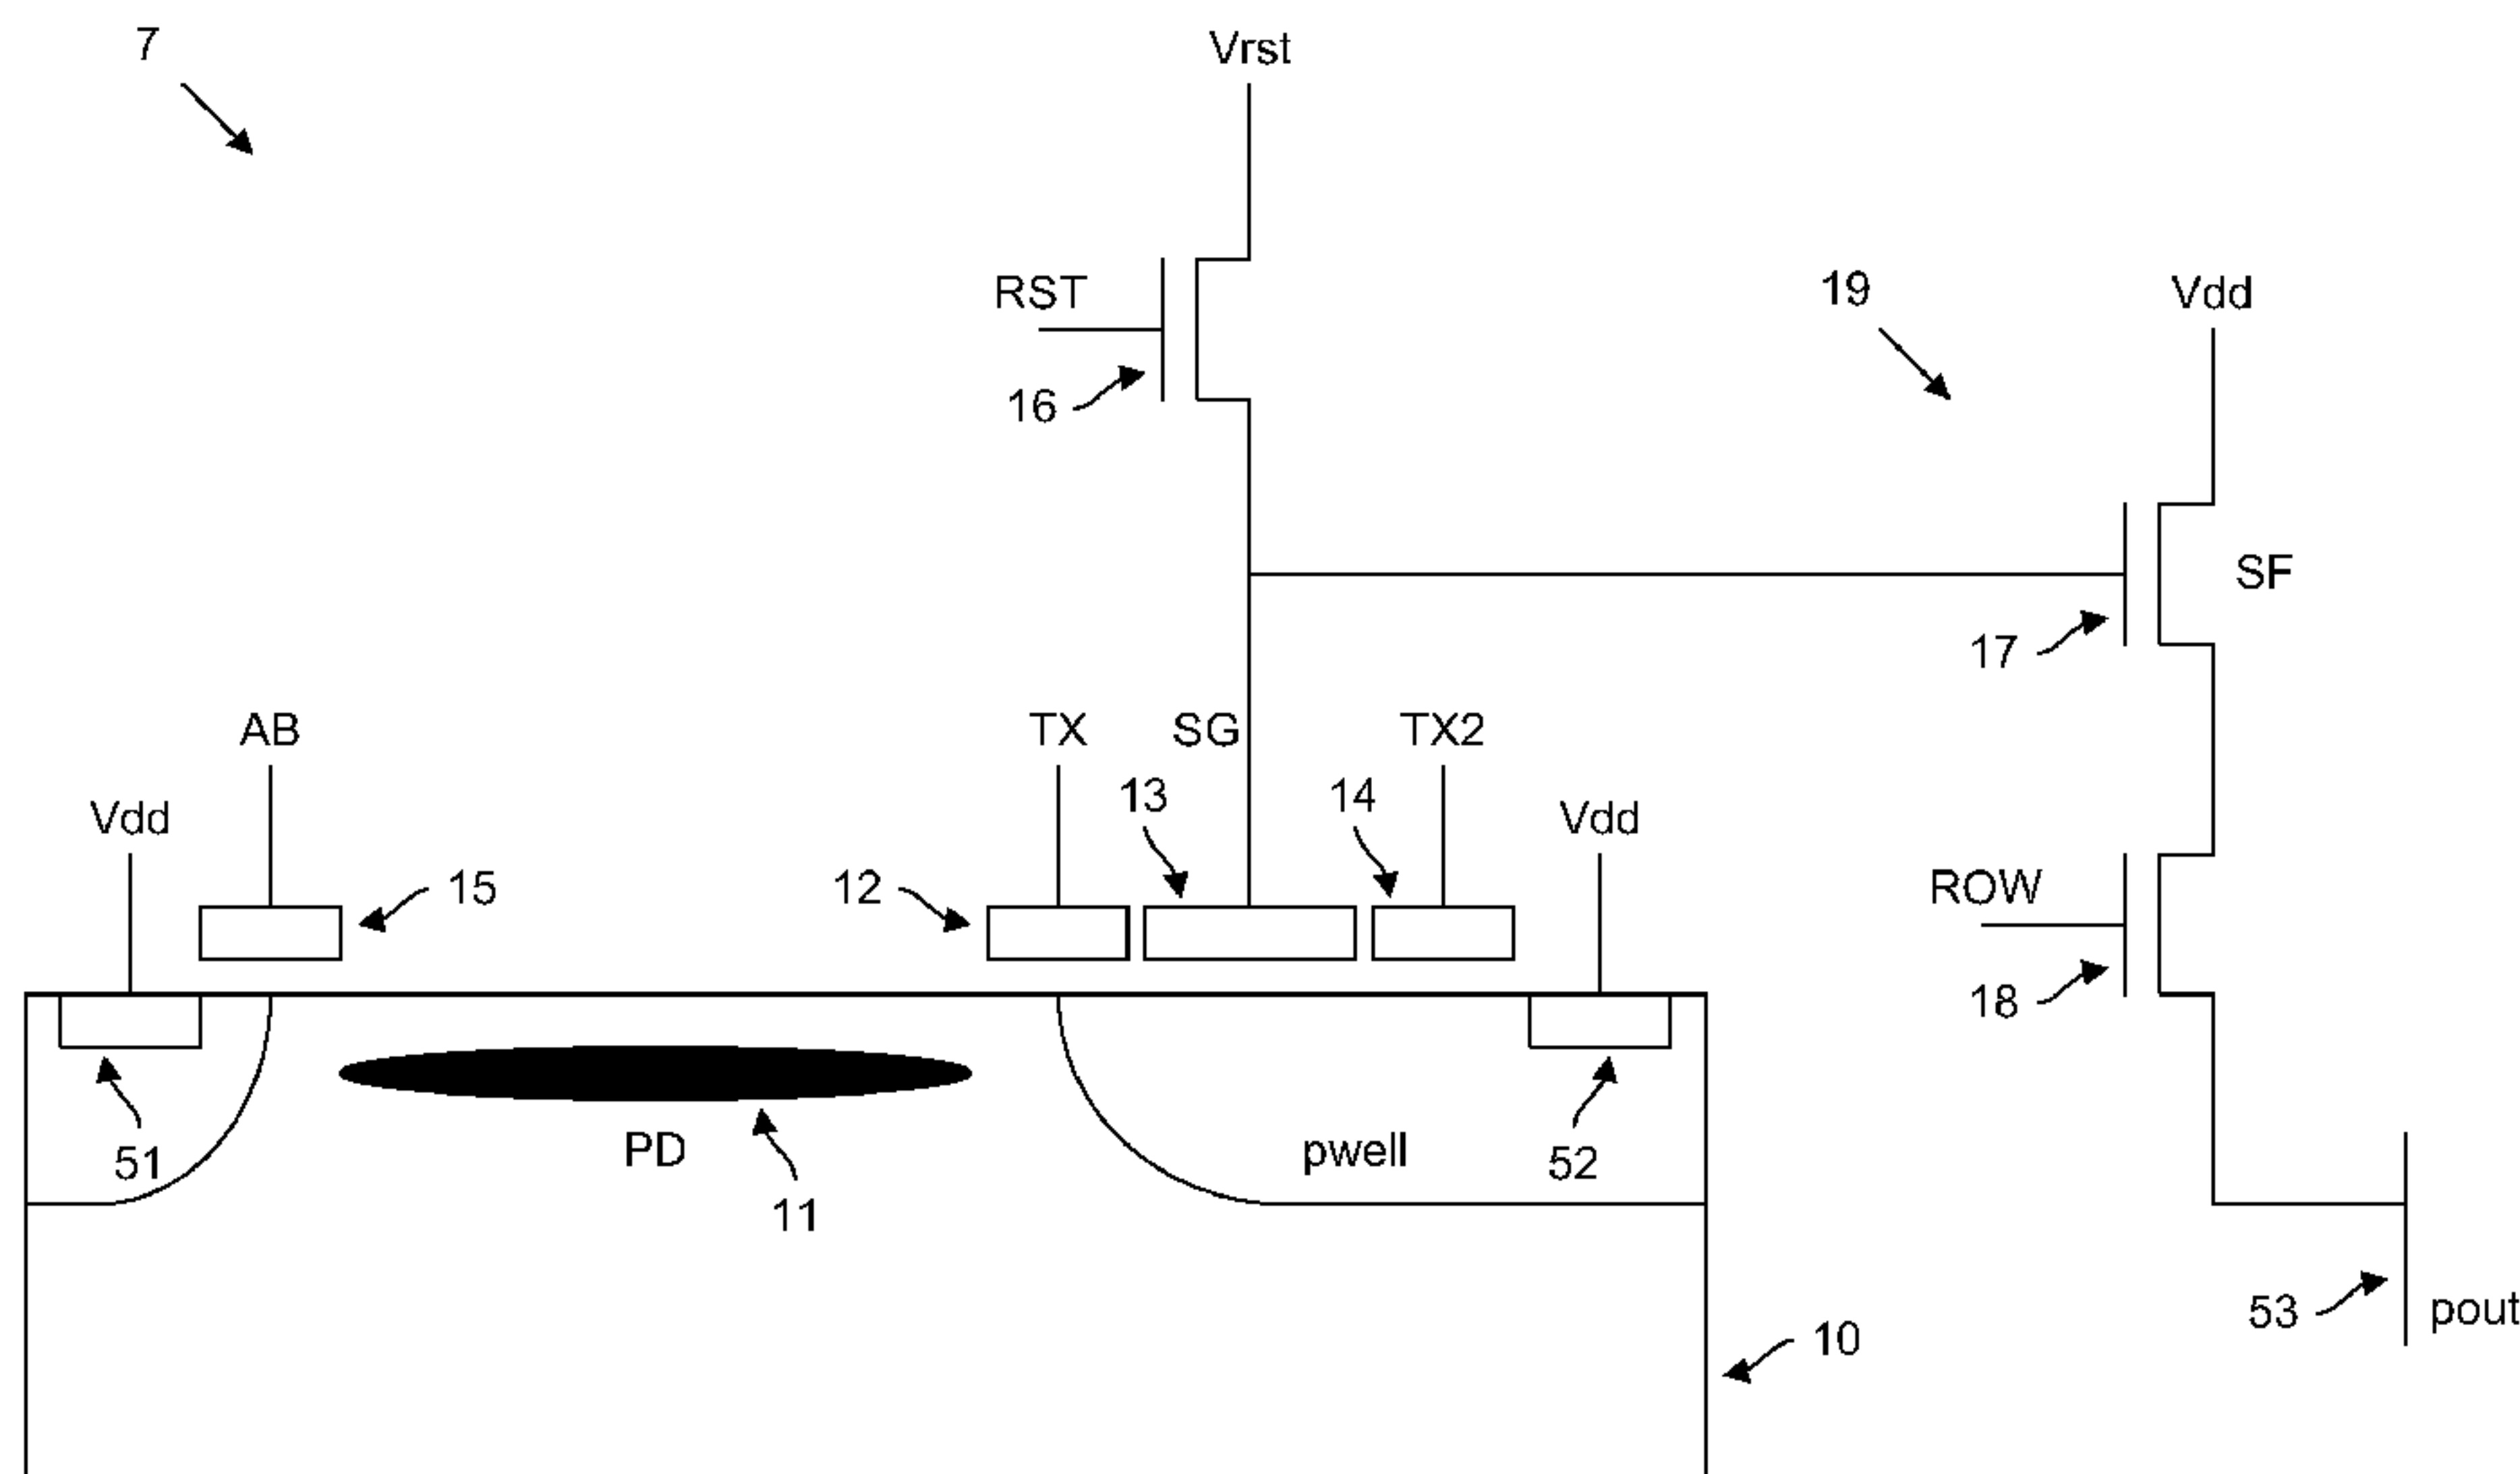 7
Vrst
RST
16
19
Vdd
SF
17
AB
TX
SG
TX2
13
14
Vdd
Vdd
15
12
ROW
18
51
PD
11
pwell
52
53
pout
10